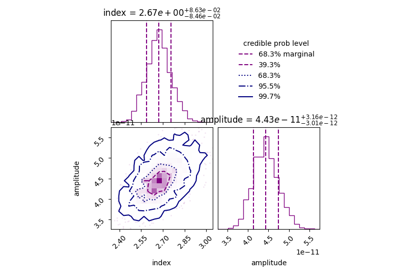 index = 2.67e+00+8.63e−02 −8.46e−02
credible prob level
68.3% marginal
39.3%
68.3%
95.5%
99.7%
1e−11
amplitude = 4.43e−11+3.16e−12 −3.01e−12
amplitude
5.5
5.0
4.5
4.0
3.5
2.40
2.55
2.70
2.85
3.00
index
3.5
4.0
4.5
5.0
5.5
1e−11
amplitude